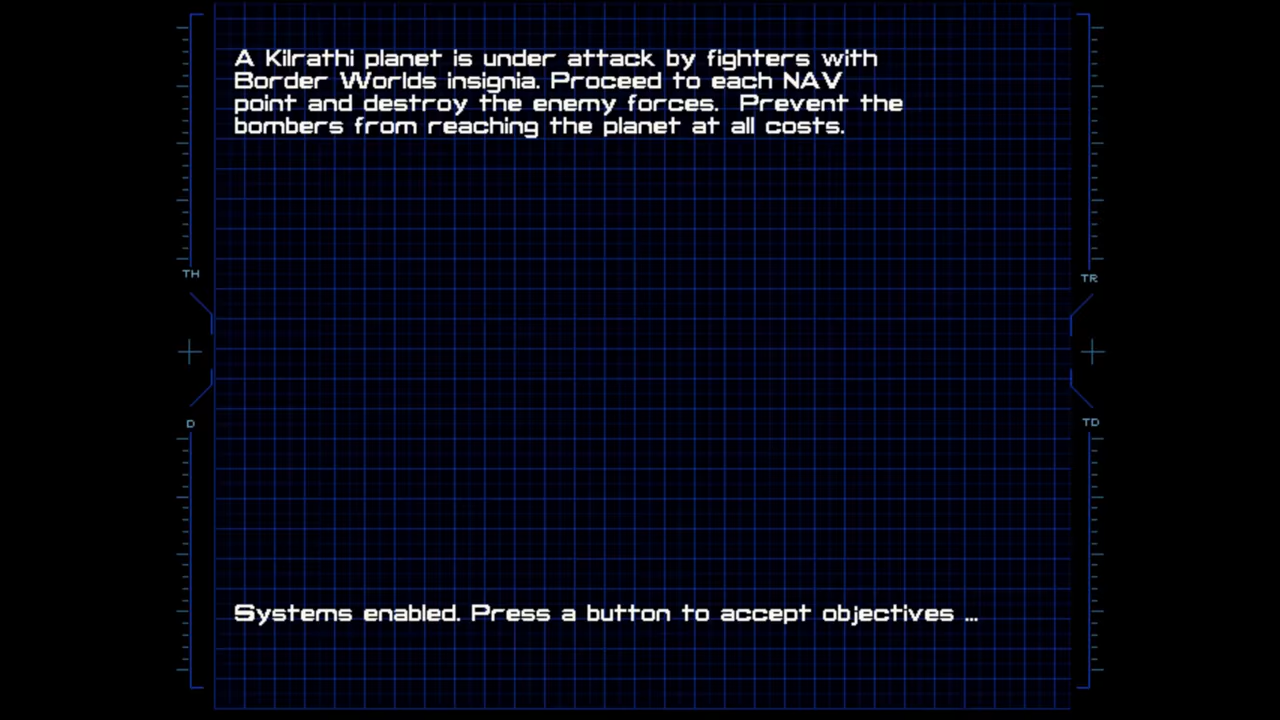 A Kilrathi planet is under attack by fighters with
Border Worlds insignia. Proceed to each NAV
point and destroy the enemy forces.  Prevent the
bombers from reaching the planet at all costs.
TH
TR
D
TD
Systems enabled. Press a button to accept objectives ...